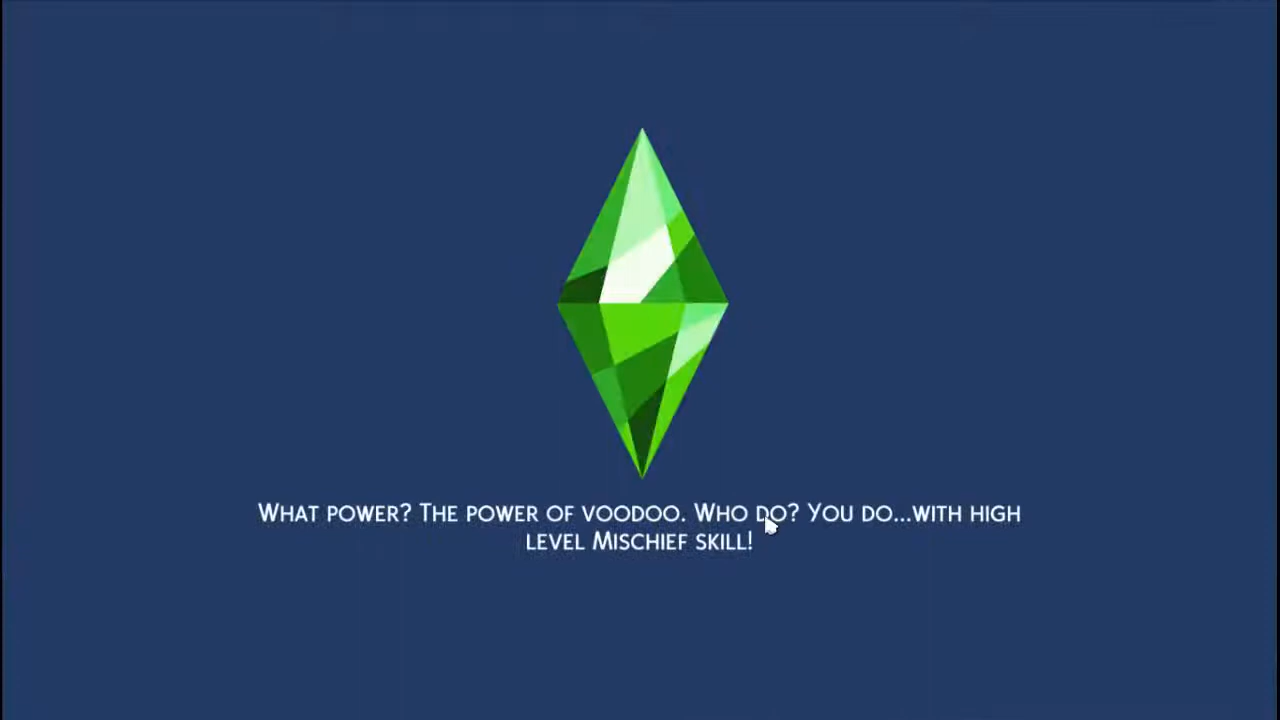 What power? The power of voodoo. Who do? You do...with high
level Mischief skill!